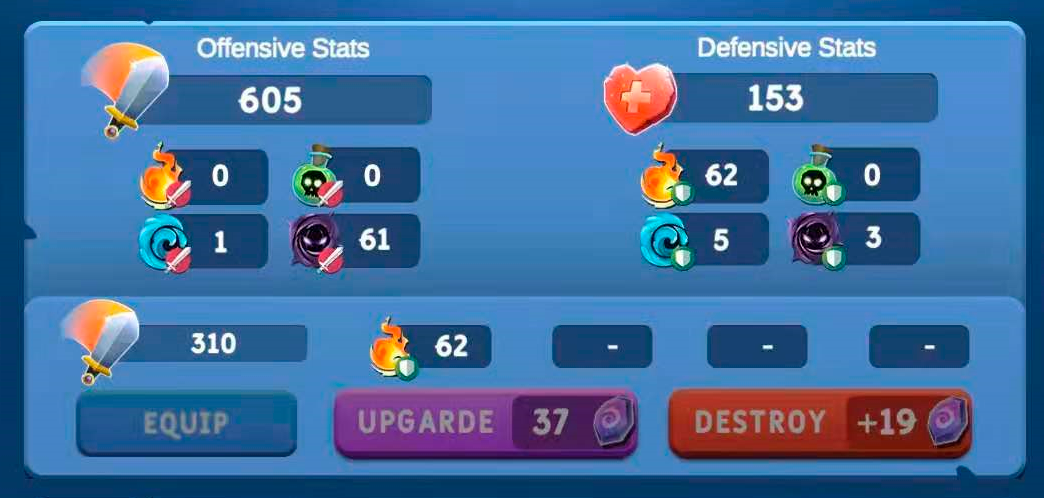 Offensive Stats Defensive Stats
605 153
0 0 62 0
1 61 5 3
310 62 - - -
EQUIP UPGARDE 37 DESTROY +19